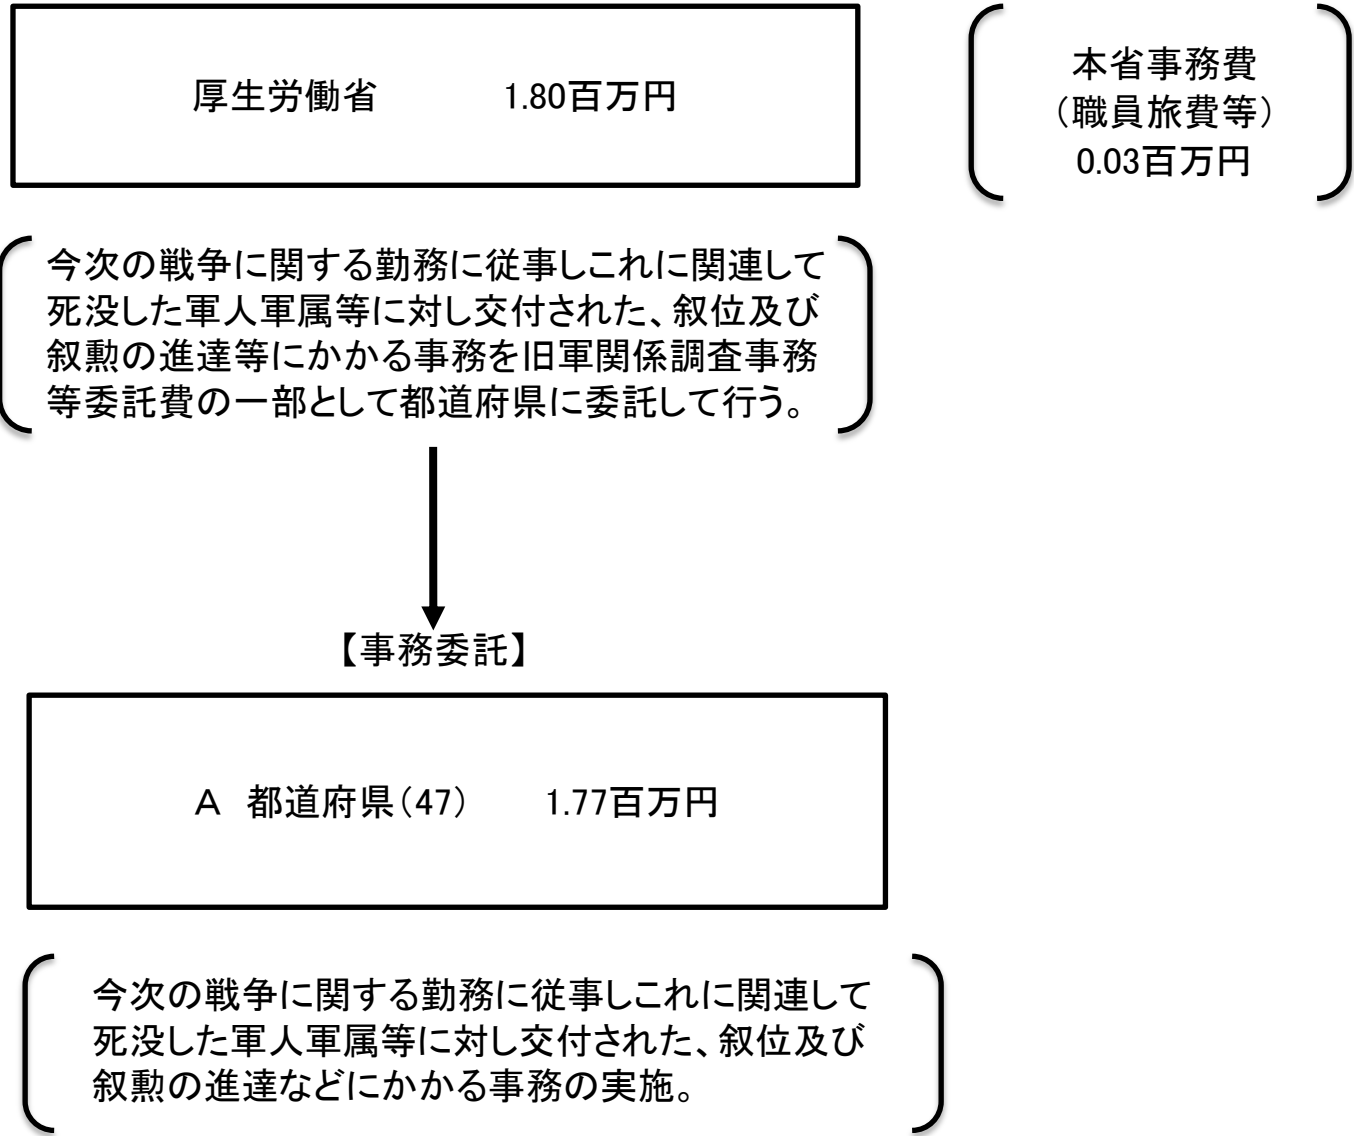 厚生労働省　　　1.80百万円
本省事務費
（職員旅費等）
0.03百万円
今次の戦争に関する勤務に従事しこれに関連して
死没した軍人軍属等に対し交付された、叙位及び
叙勲の進達等にかかる事務を旧軍関係調査事務
等委託費の一部として都道府県に委託して行う。
【事務委託】
A　都道府県（47）　　1.77百万円
今次の戦争に関する勤務に従事しこれに関連して
死没した軍人軍属等に対し交付された、叙位及び
叙勲の進達などにかかる事務の実施。